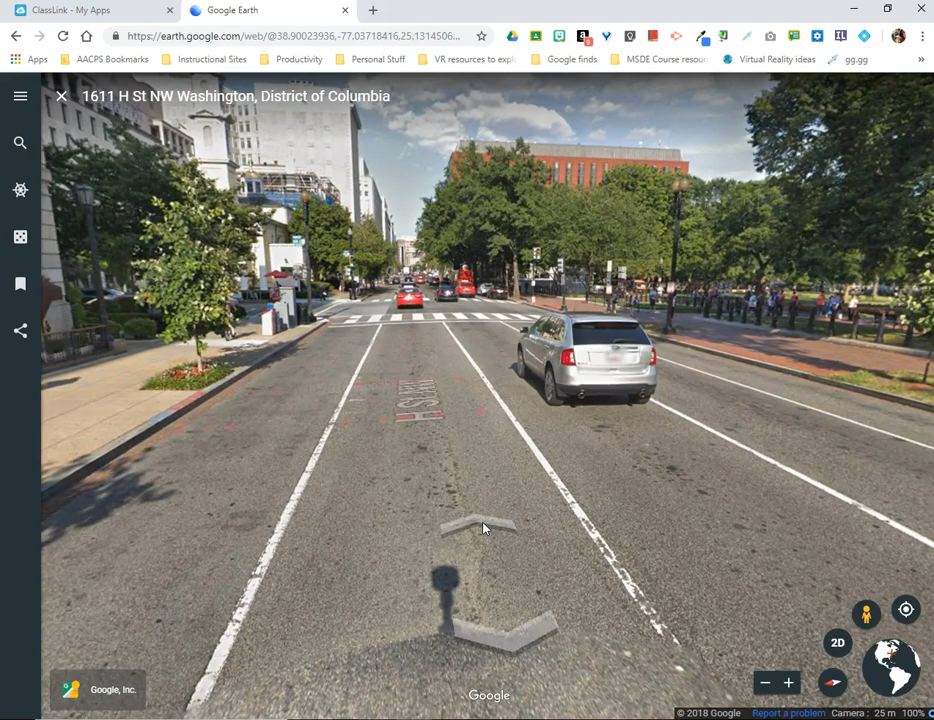 ClassLink - My Apps
Google Earth
https://earth.google.com/web/@38.90023936,-77.03718416,25.1314506...
Apps
AACPS Bookmarks
Instructional Sites
Productivity
Personal Stuff
VR resources to expl
Google finds
MSDE Course resour
Virtual Reality ideas
gg.gg
»
1611 H St NW Washington, District of Columbia
H St NW
2D
Google, Inc.
Google
© 2018 Google
Report a problem
Camera : 25 m 100%